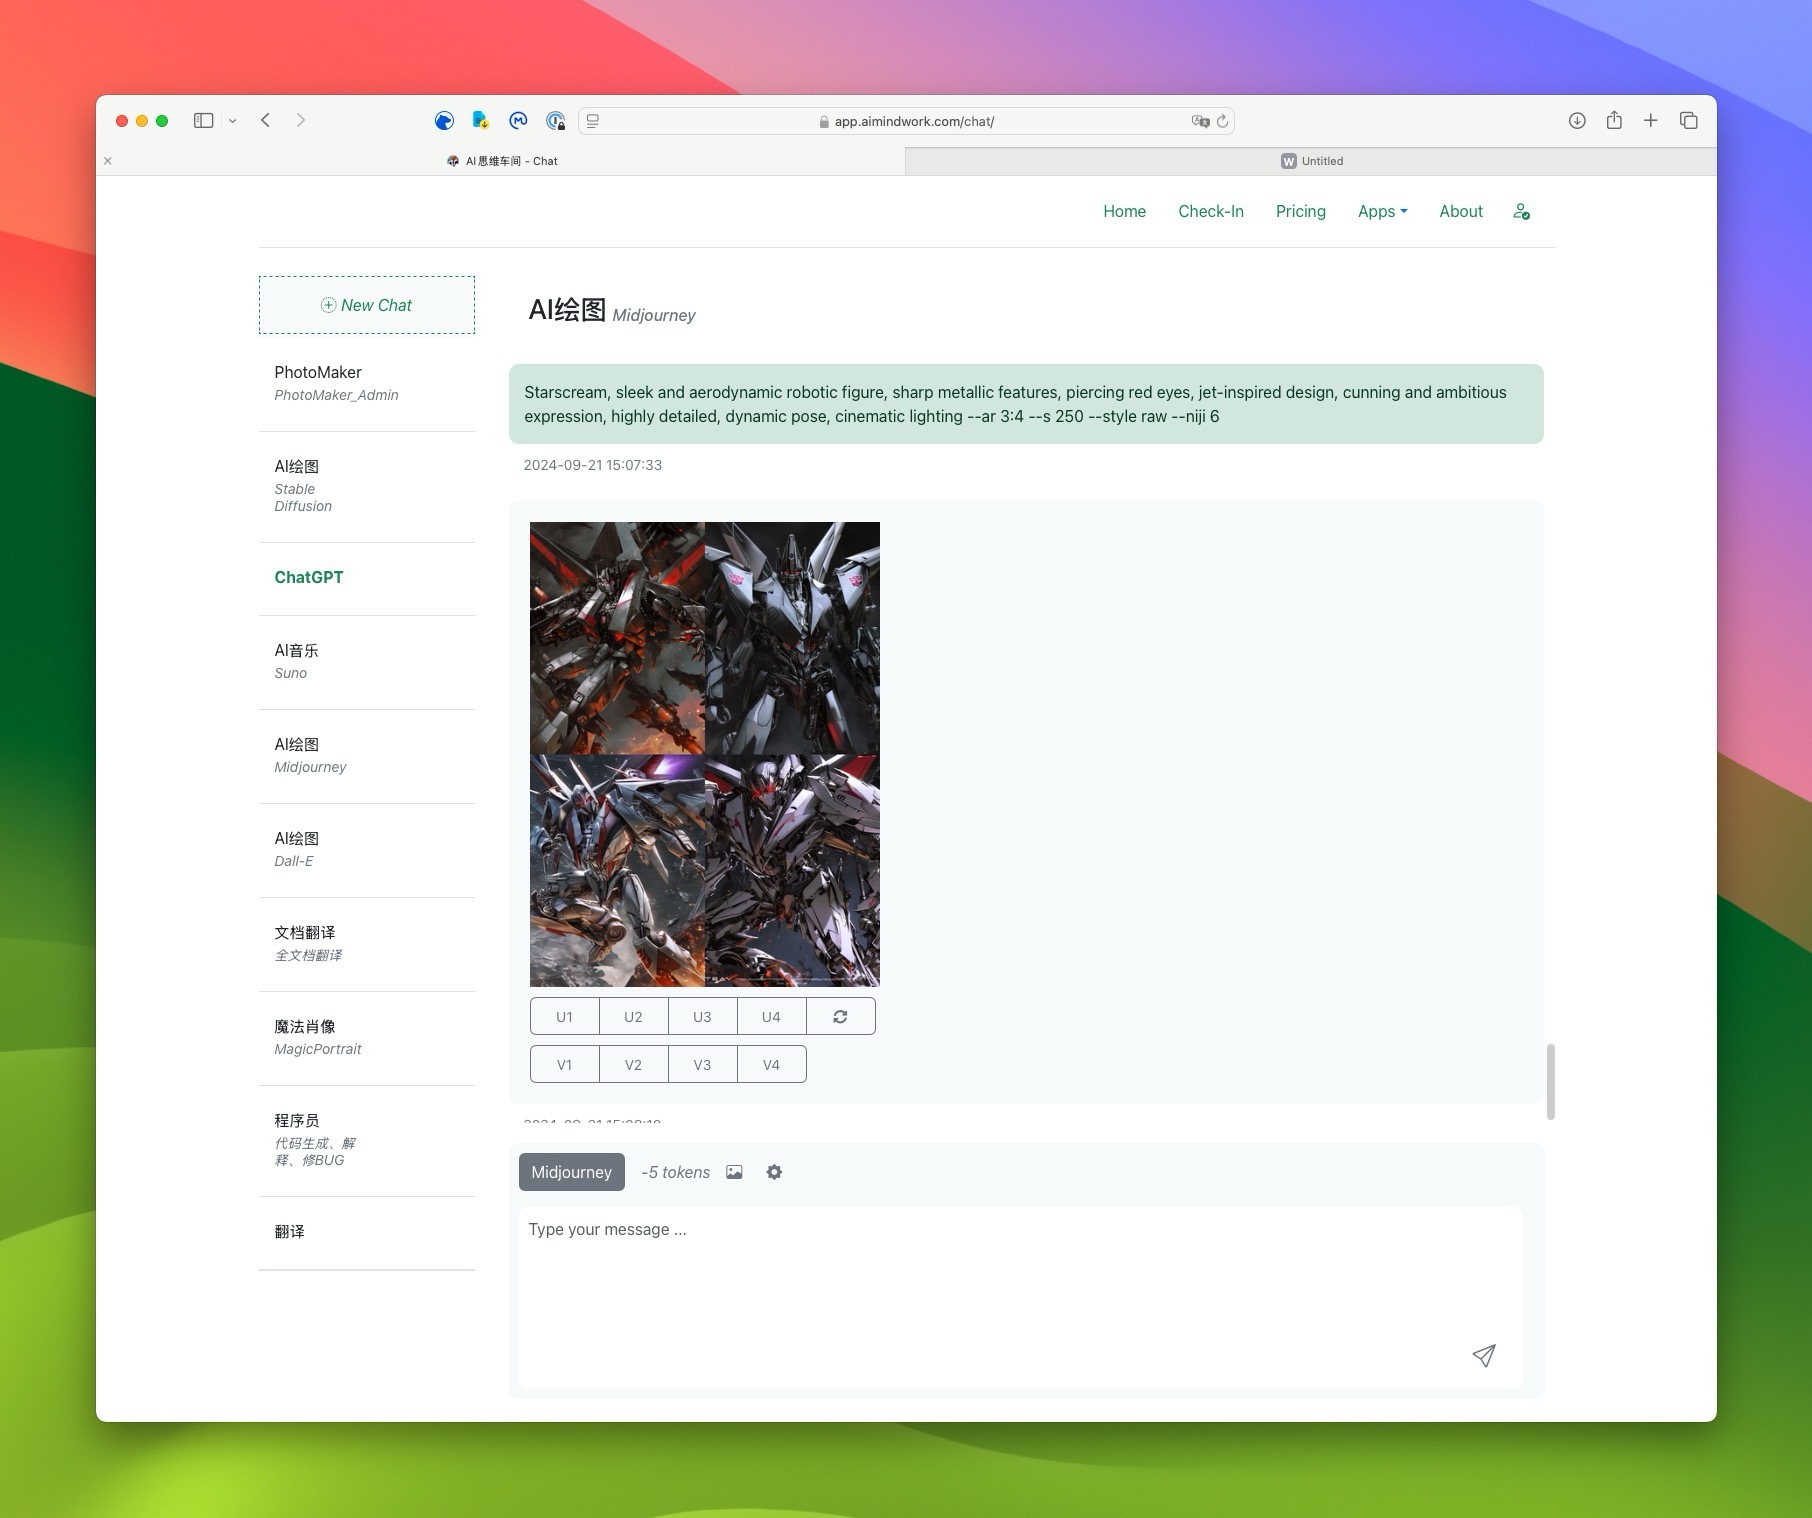 app.aimindwork.com/chat/
AI思维车间 - Chat
W Untitled
Home Check-In Pricing Apps About
New Chat
PhotoMaker
PhotoMaker_Admin
AI绘图
Stable
Diffusion
ChatGPT
AI音乐
Suno
AI绘图
Midjourney
AI绘图
Dall-E
文档翻译
全文档翻译
魔法肖像
MagicPortrait
程序员
代码生成、解
释、修BUG
翻译
AI绘图 Midjourney
Starscream, sleek and aerodynamic robotic figure, sharp metallic features, piercing red eyes, jet-inspired design, cunning and ambitious
expression, highly detailed, dynamic pose, cinematic lighting --ar 3:4 --s 250 --style raw --niji 6
2024-09-21 15:07:33
U1 U2 U3 U4
V1 V2 V3 V4
Midjourney -5 tokens
Type your message ...